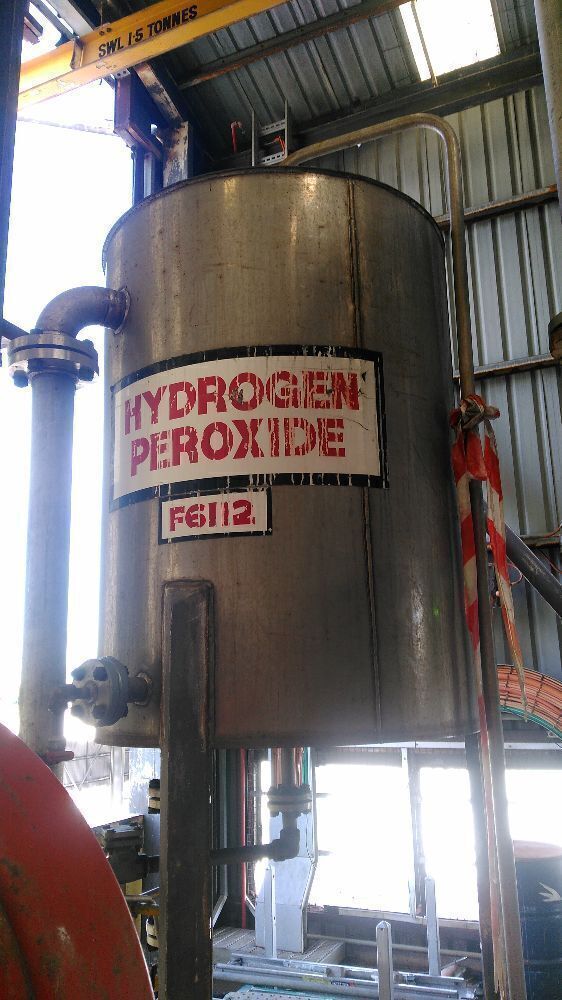 SWL 1·5 TONNES
HYDROGEN
PEROXIDE
F6112